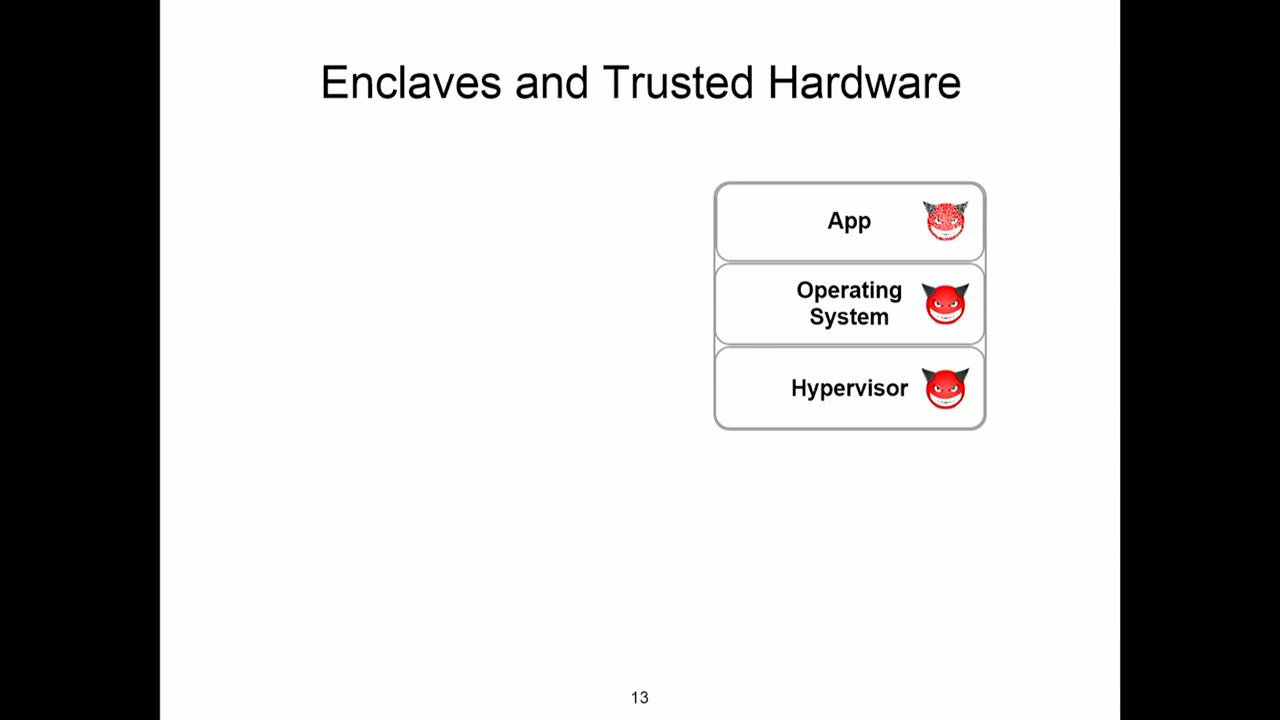 Enclaves and Trusted Hardware
App
Operating
System
Hypervisor
13